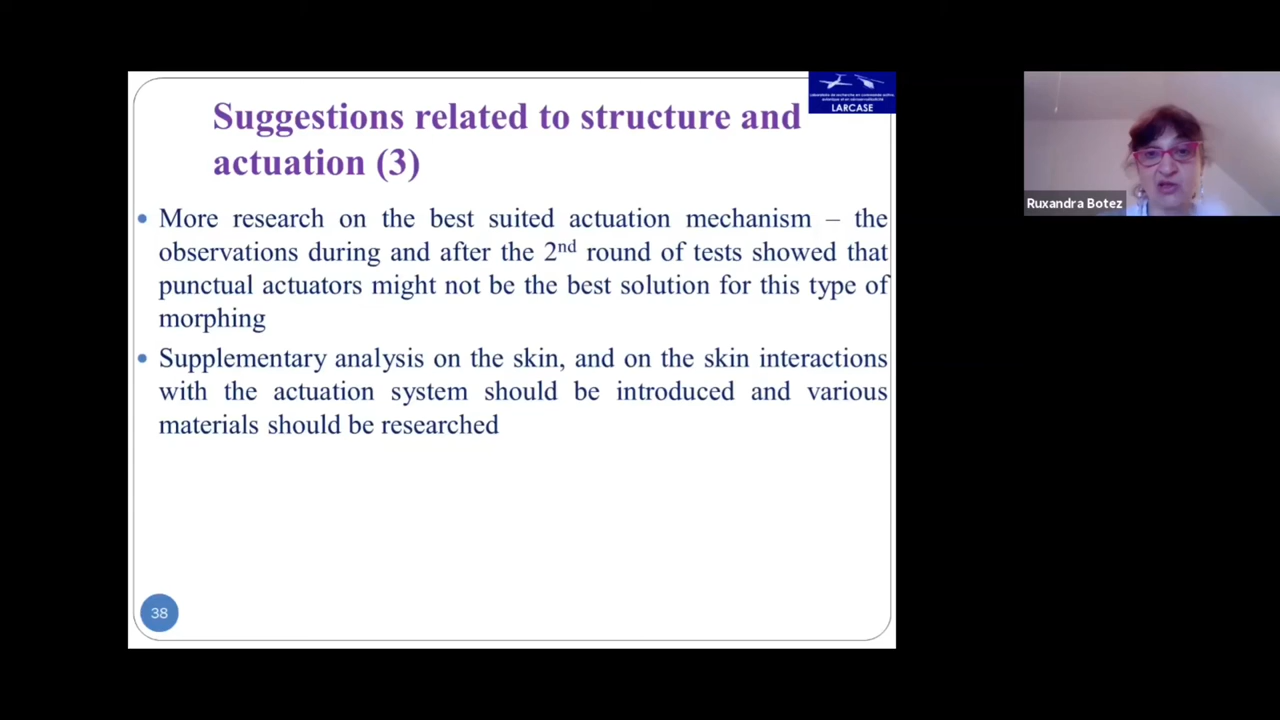 Suggestions related to structure and
actuation (3)
LARCASE
• More research on the best suited actuation mechanism – the
observations during and after the 2nd round of tests showed that
punctual actuators might not be the best solution for this type of
morphing
• Supplementary analysis on the skin, and on the skin interactions
with the actuation system should be introduced and various
materials should be researched
38
Ruxandra Botez